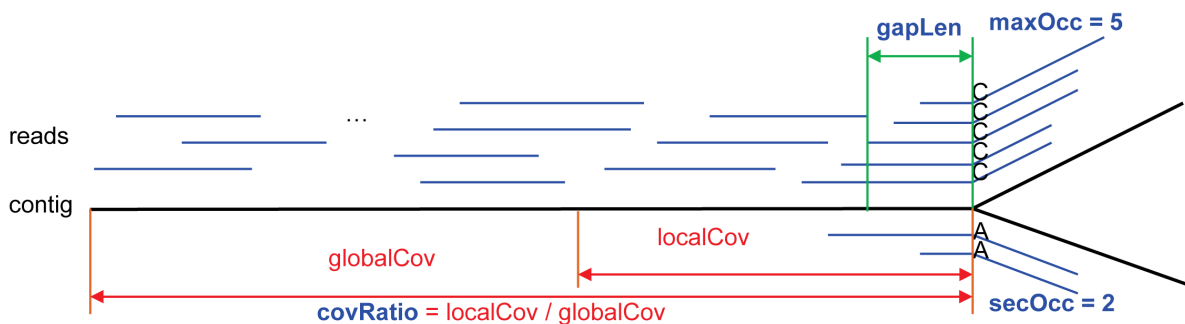 gapLen
maxOcc = 5
C
C
C
C
C
...
reads
contig
A
A
localCov
globalCov
secOcc = 2
covRatio = localCov / globalCov